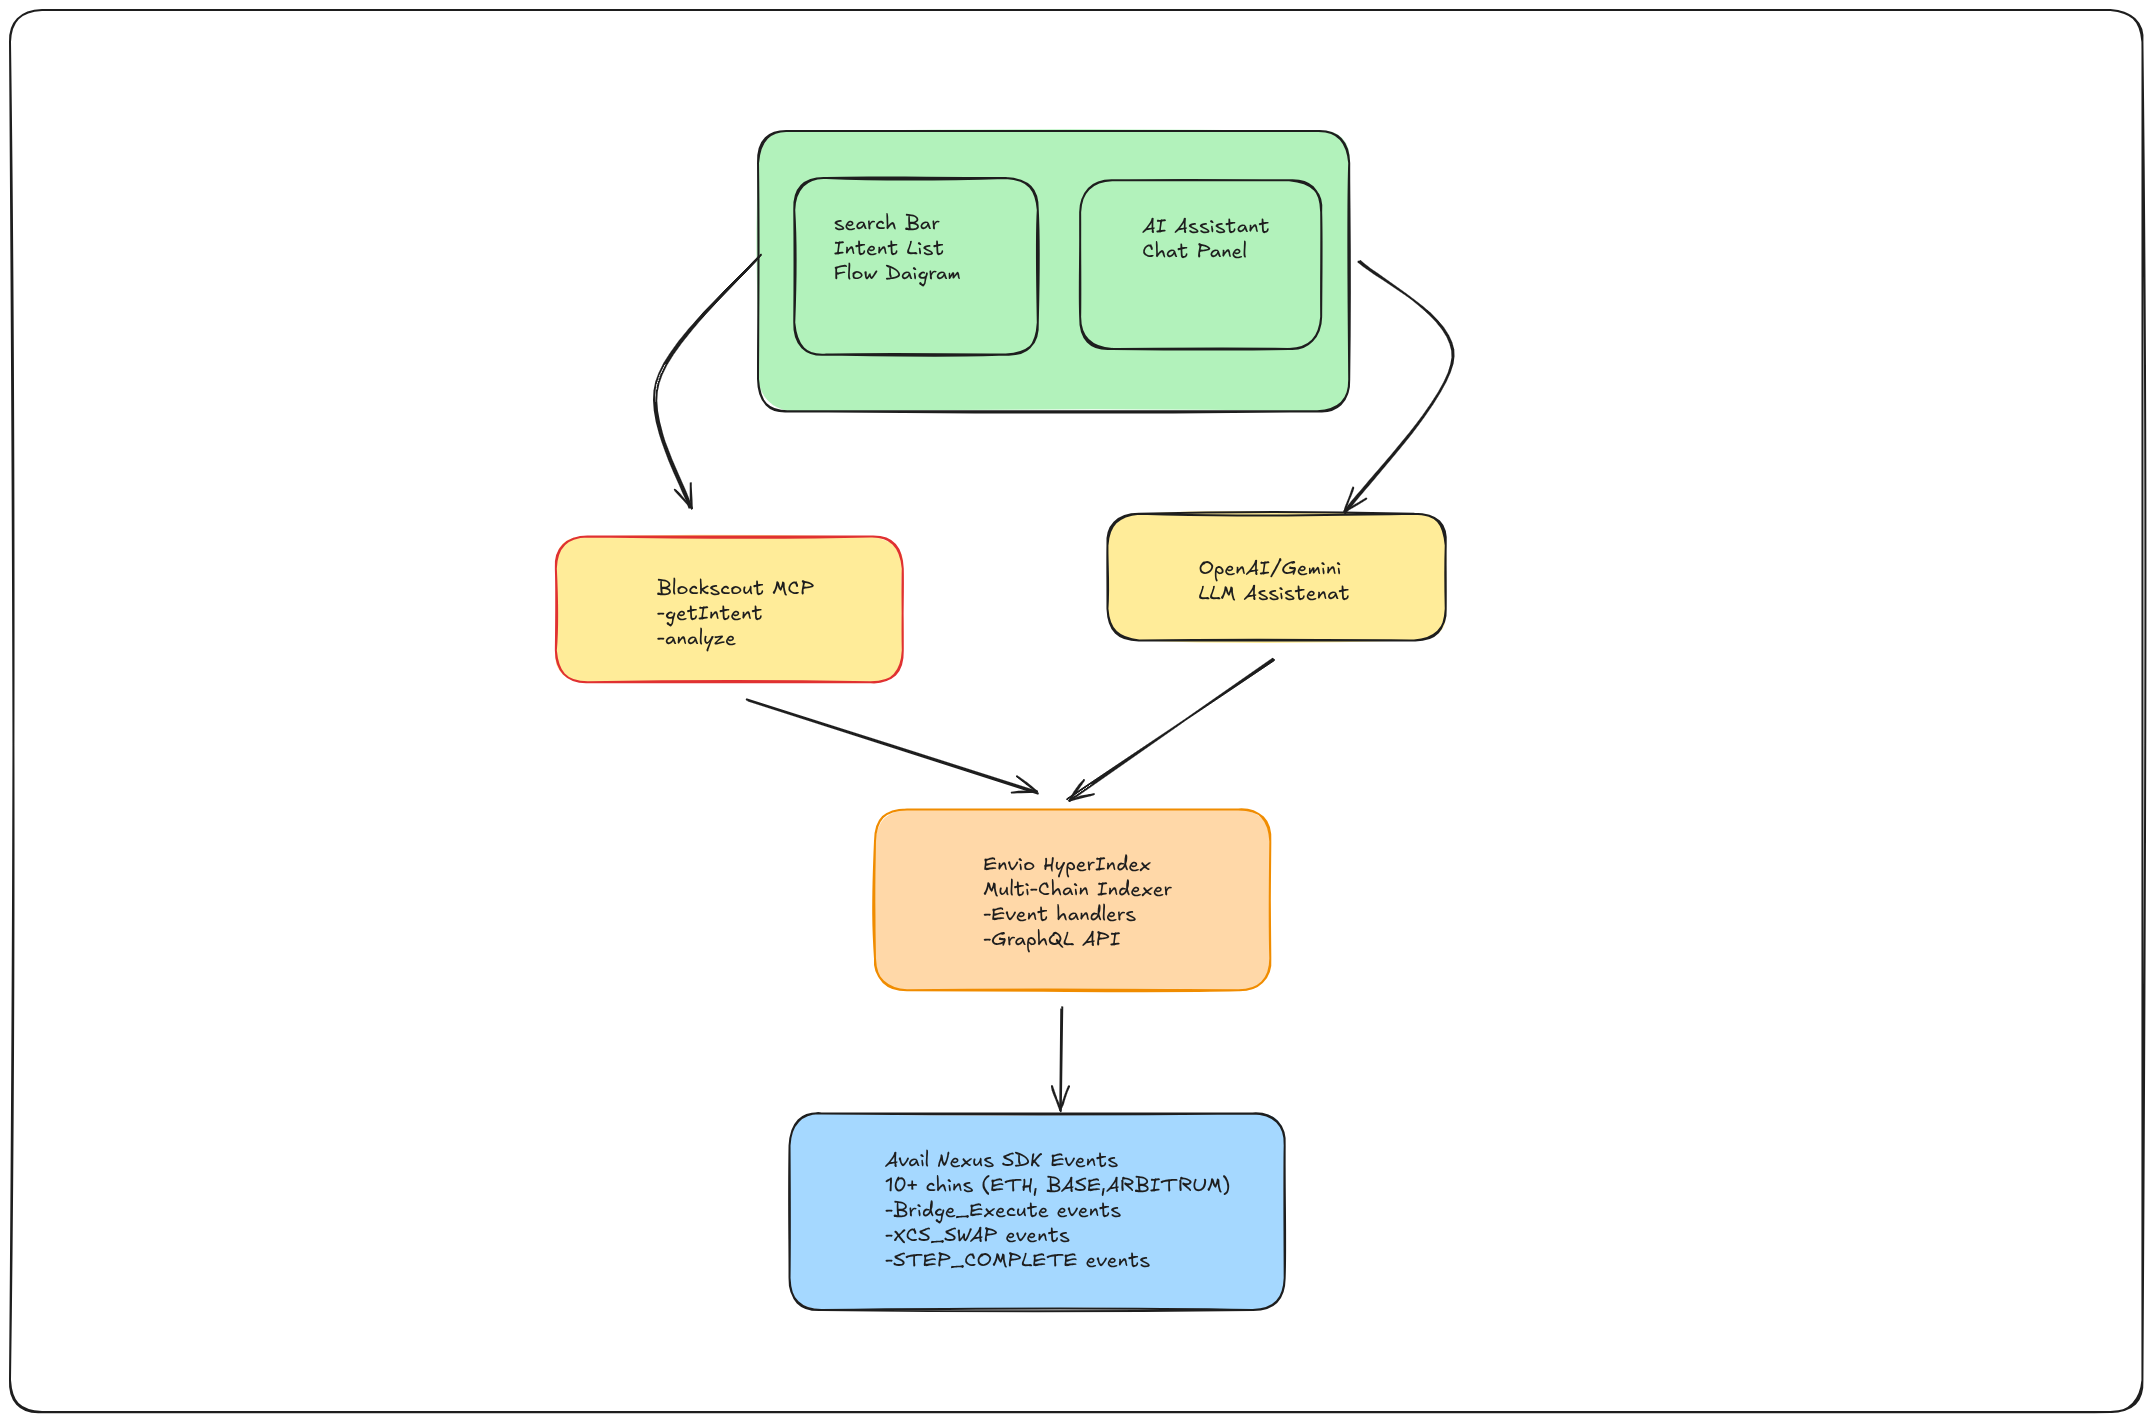 search Bar
Intent List
Flow Daigram
AI Assistant
Chat Panel
Blockscout MCP
-getIntent
-analyze
OpenAI/Gemini
LLM Assistenat
Envio HyperIndex
Multi-Chain Indexer
-Event handlers
-GraphQL API
Avail Nexus SDK Events
10+ chins (ETH, BASE,ARBITRUM)
-Bridge_Execute events
-XCS_SWAP events
-STEP_COMPLETE events